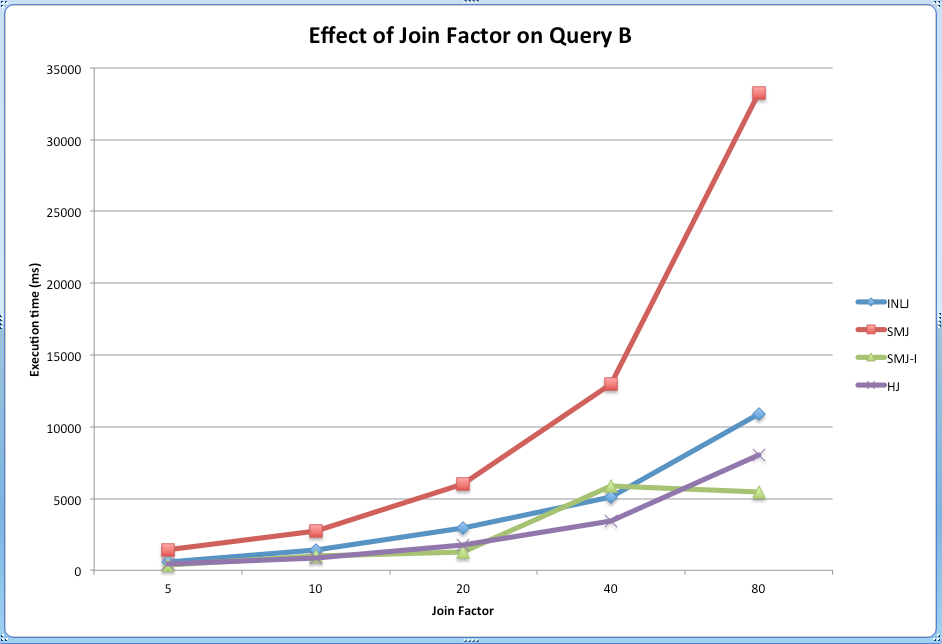 Effect of Join Factor on Query B
35000
30000
25000
20000
15000
10000
5000
0
Execution time (ms)
5 10 20 40 80
Join Factor
INLJ
SMJ
SMJ-I
HJ